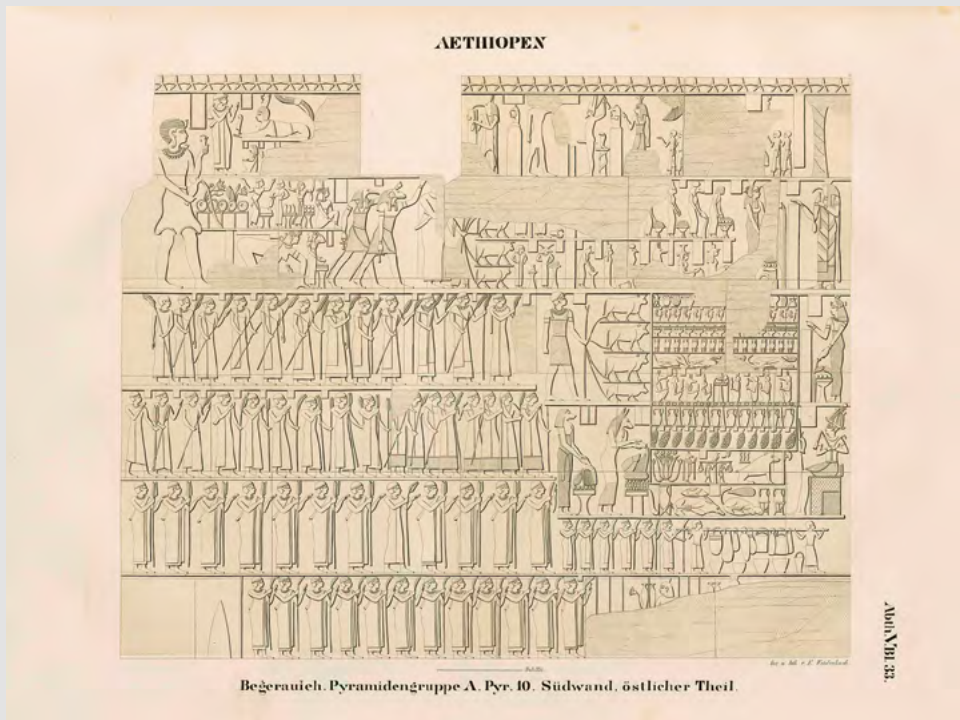 AETHIOPEN
Abth. V Bl. 33.
Begerauieh. Pyramidengruppe A. Pyr. 10. Südwand, östlicher Theil.